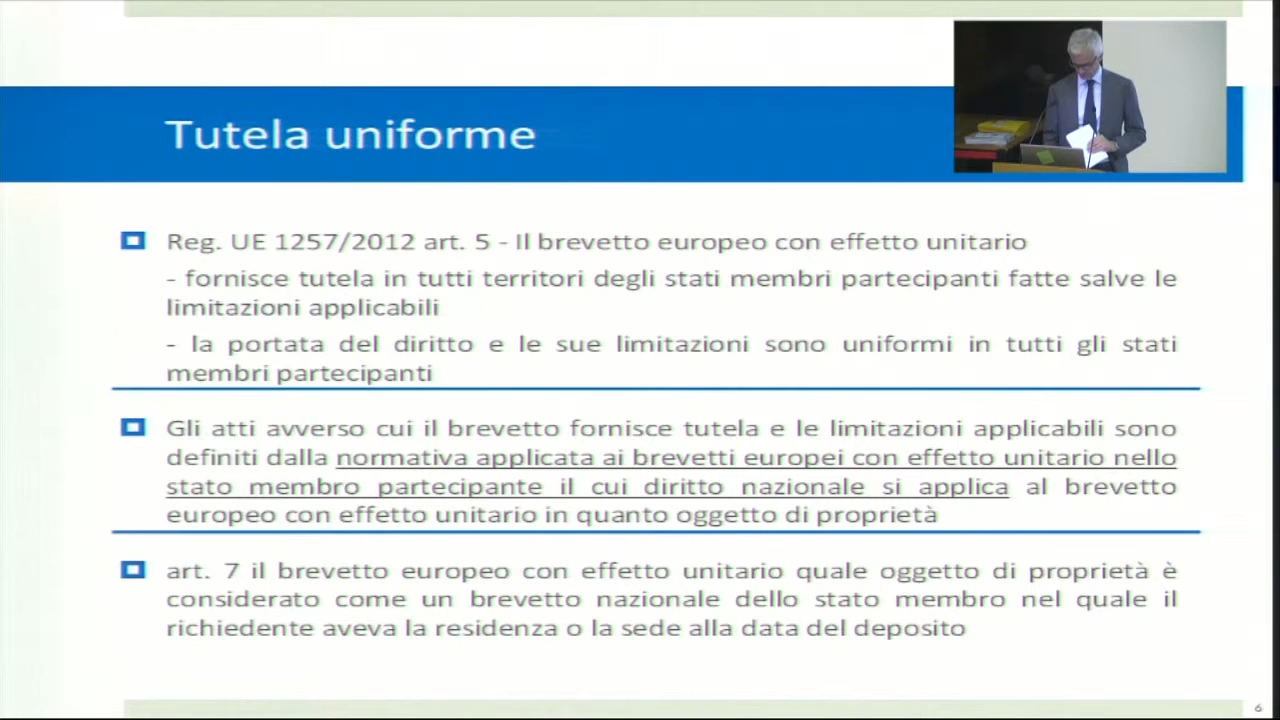 Tutela uniforme
Reg. UE 1257/2012 art. 5 - Il brevetto europeo con effetto unitario
- fornisce tutela in tutti territori degli stati membri partecipanti fatte salve le
limitazioni applicabili
- la portata del diritto e le sue limitazioni sono uniformi in tutti gli stati
membri partecipanti
Gli atti avverso cui il brevetto fornisce tutela e le limitazioni applicabili sono
definiti dalla normativa applicata ai brevetti europei con effetto unitario nello
stato membro partecipante il cui diritto nazionale si applica al brevetto
europeo con effetto unitario in quanto oggetto di proprietà
art. 7 il brevetto europeo con effetto unitario quale oggetto di proprietà è
considerato come un brevetto nazionale dello stato membro nel quale il
richiedente aveva la residenza o la sede alla data del deposito
6